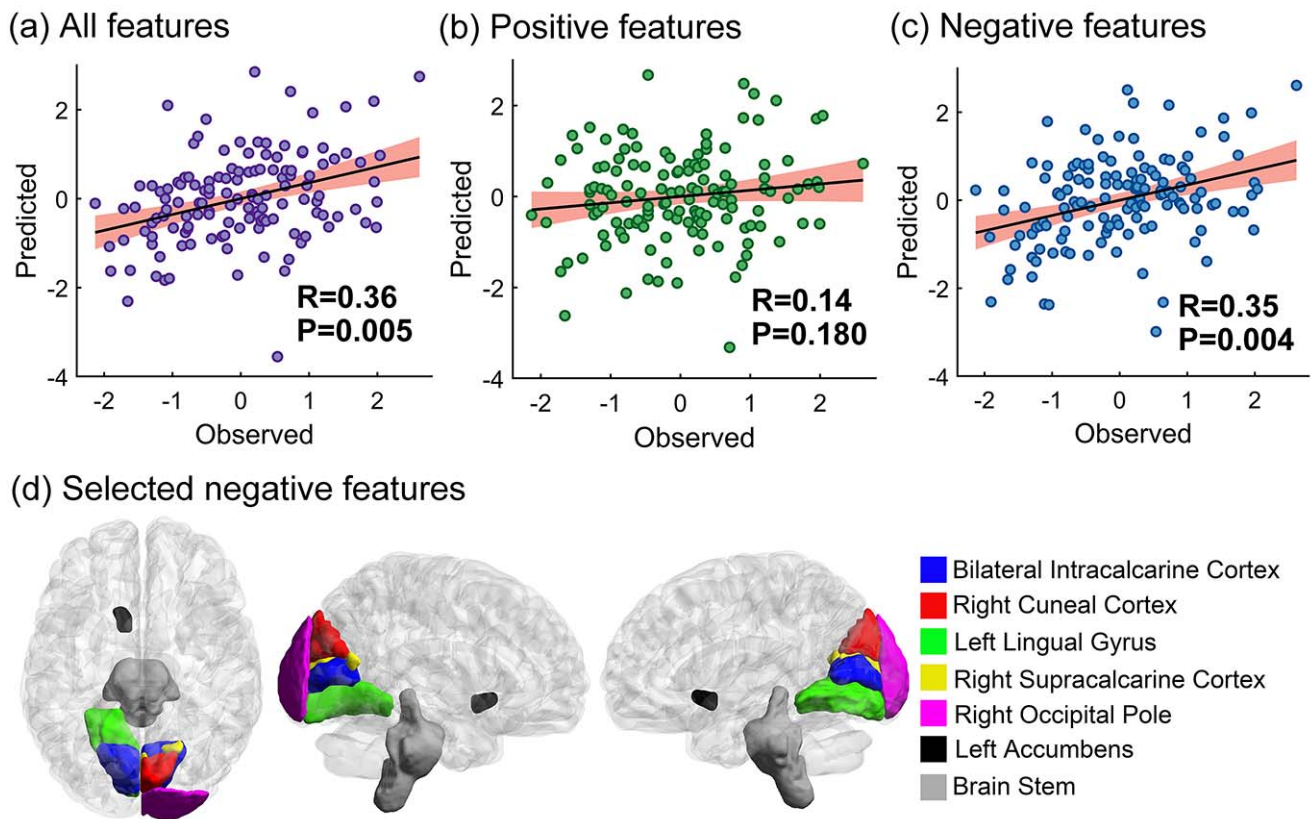 (a) All features
(b) Positive features
(c) Negative features
Predicted
2
0
-2
-4
R=0.36
P=0.005
-2 -1 0 1 2
Observed
Predicted
2
0
-2
-4
R=0.14
P=0.180
-2 -1 0 1 2
Observed
Predicted
2
0
-2
-4
R=0.35
P=0.004
-2 -1 0 1 2
Observed
(d) Selected negative features
Bilateral Intracalcarine Cortex
Right Cuneal Cortex
Left Lingual Gyrus
Right Supracalcarine Cortex
Right Occipital Pole
Left Accumbens
Brain Stem